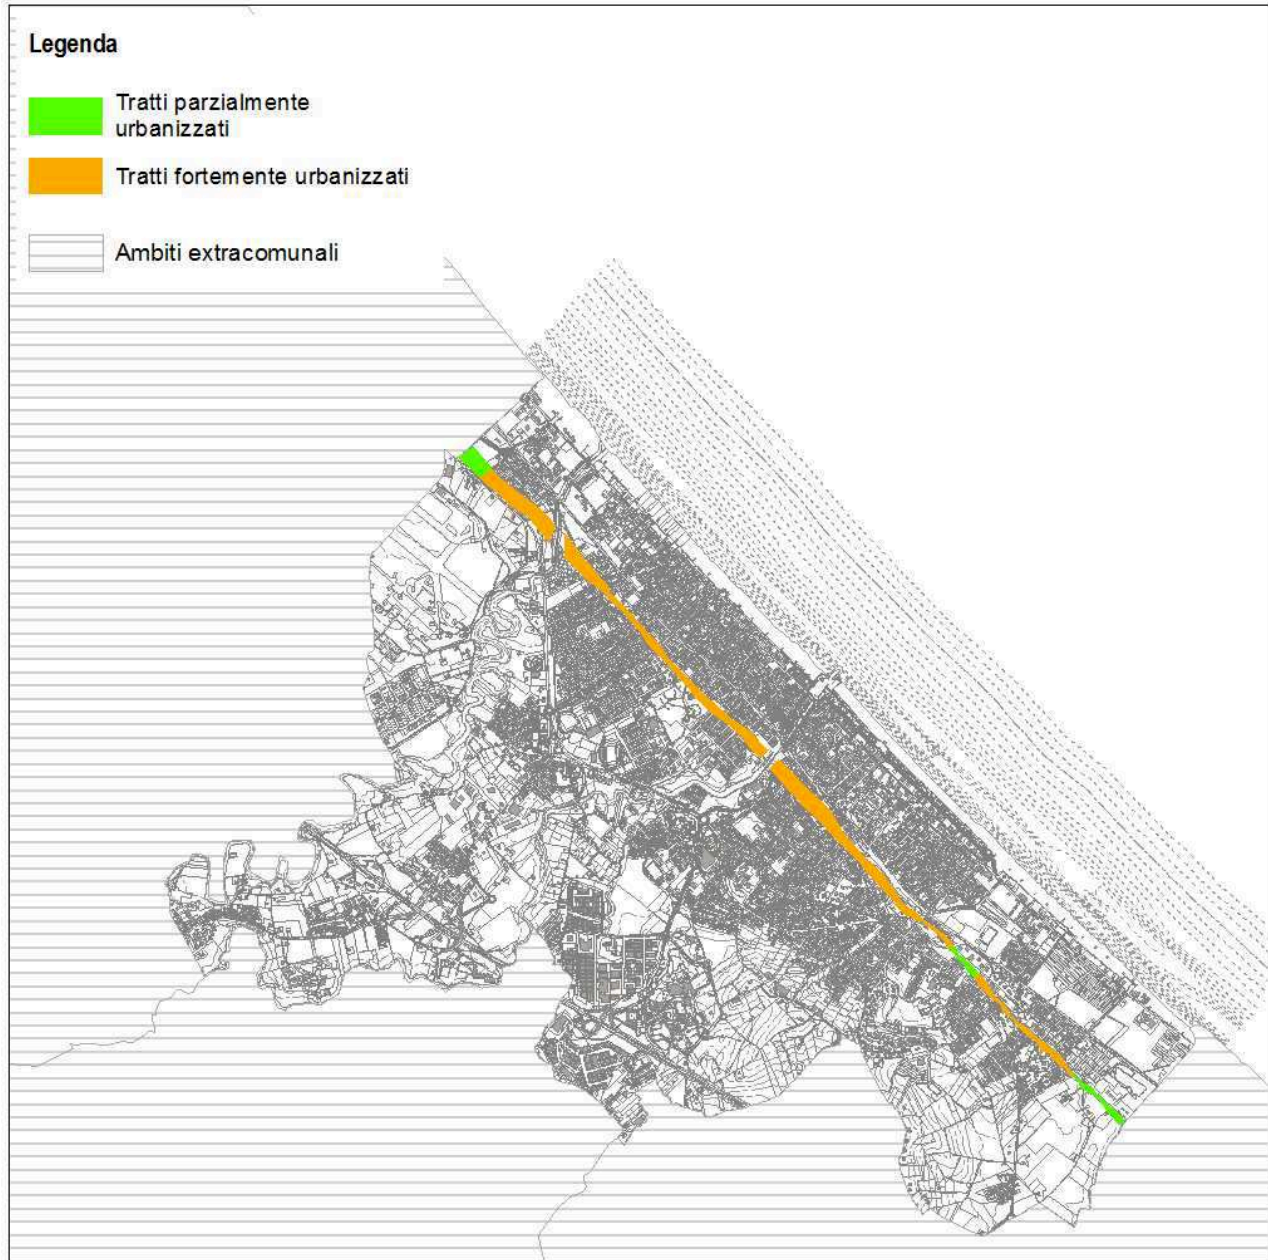 Legenda
Tratti parzialmente
urbanizzati
Tratti fortemente urbanizzati
Ambiti extracomunali